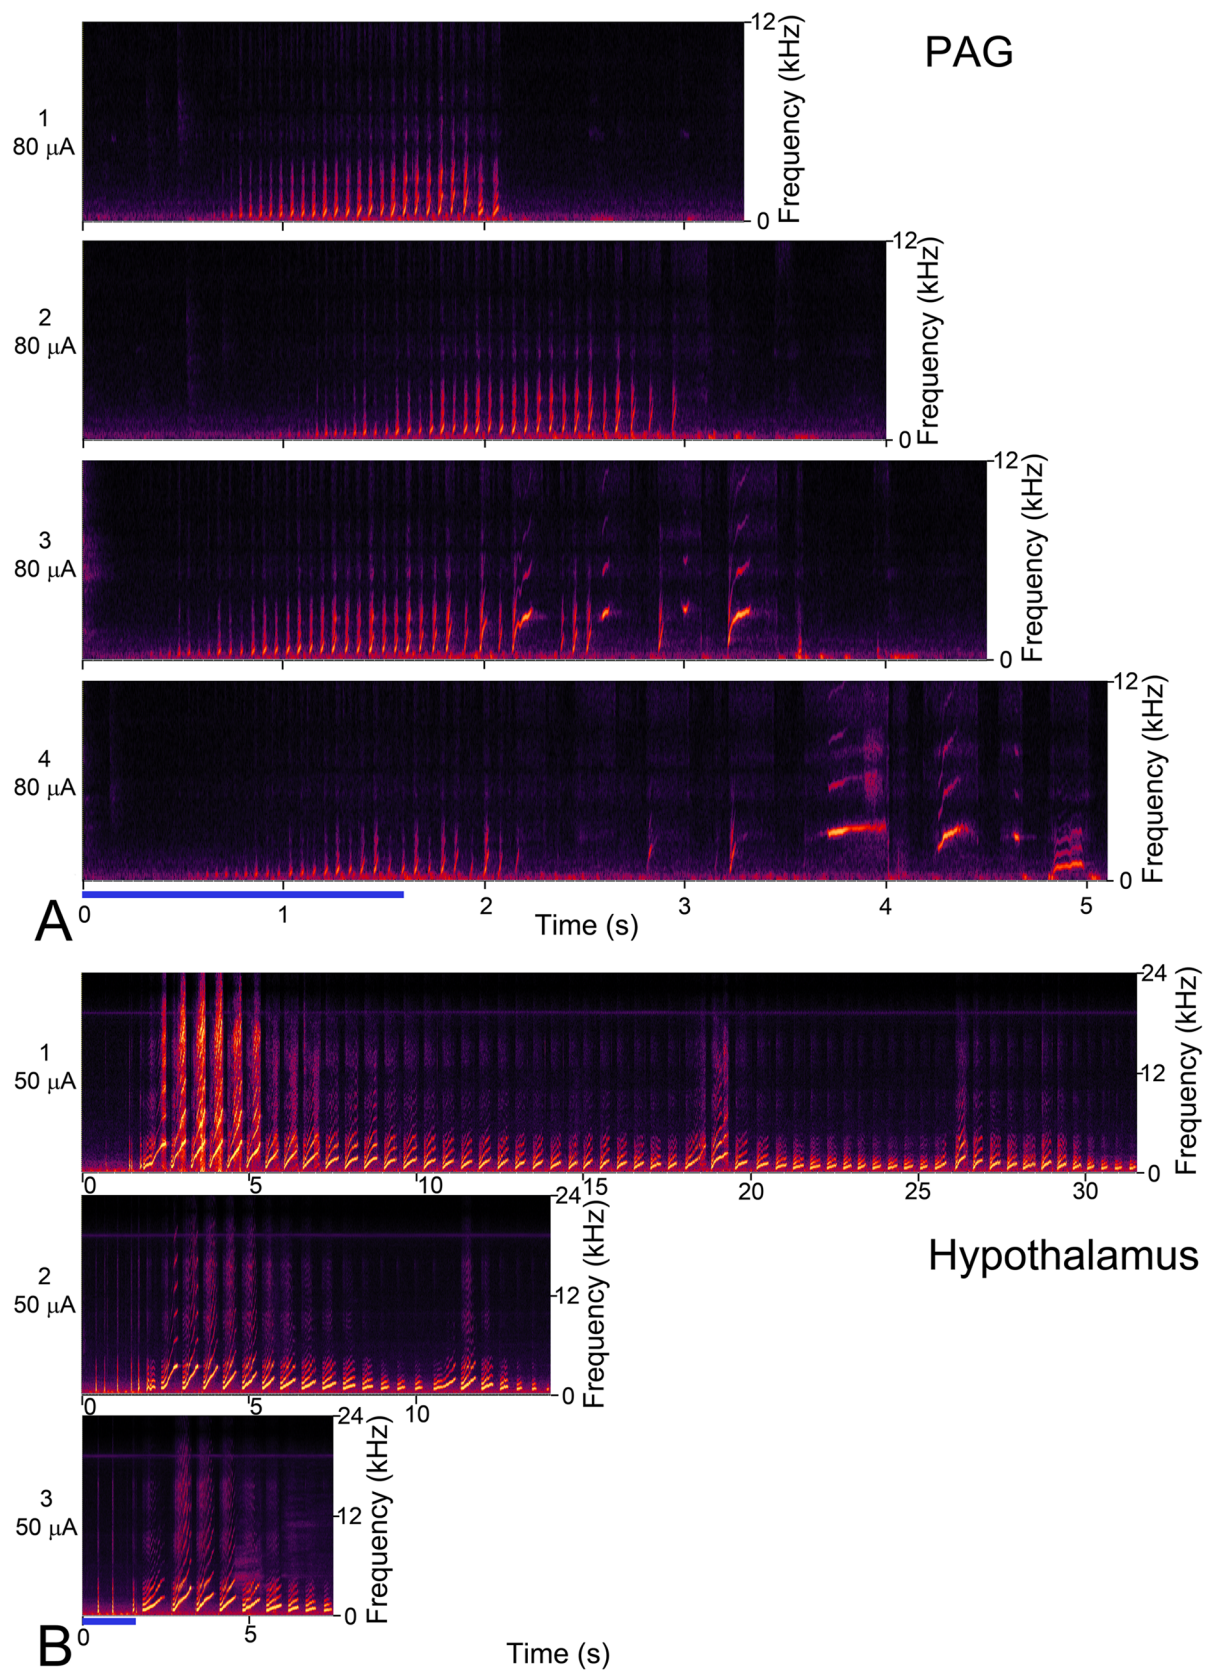 PAG
12
1
80 μA
0
Frequency (kHz)
12
2
80 μA
0
Frequency (kHz)
12
3
80 μA
0
Frequency (kHz)
12
4
80 μA
0
Frequency (kHz)
A
0 1 2 3 4 5
Time (s)
24
1
50 μA
12
0
Frequency (kHz)
0 5 10 15 20 25 30
Hypothalamus
24
2
50 μA
12
0
Frequency (kHz)
0 5 10
24
3
50 μA
12
0
Frequency (kHz)
B
0 5
Time (s)